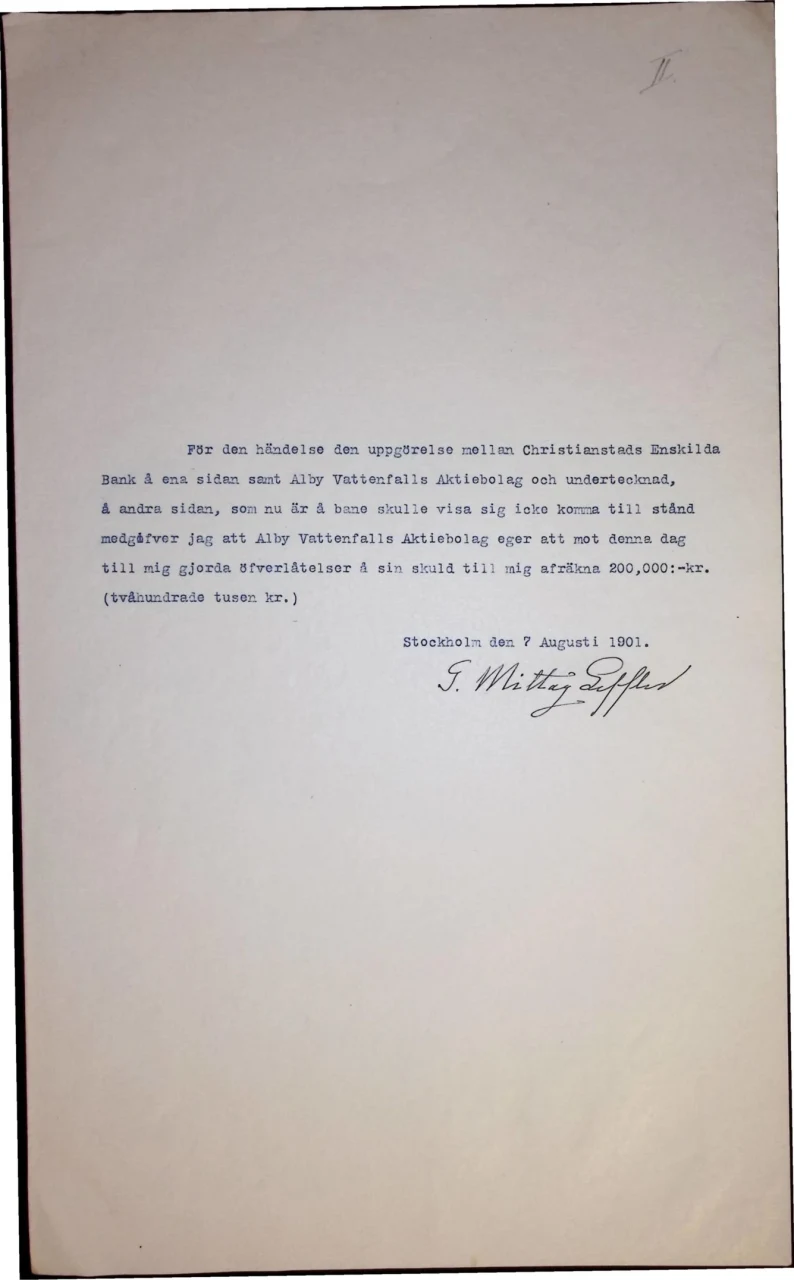 II.
För den händelse den uppgörelse mellan Christianstads Enskilda
Bank å ena sidan samt Alby Vattenfalls Aktiebolag och undertecknad,
å andra sidan, som nu är å bane skulle visa sig icke komma till stånd
medgåfver jag att Alby Vattenfalls Aktiebolag eger att mot denna dag
till mig gjorda öfverlåtelser å sin skuld till mig afräkna 200,000:-kr.
(tvåhundrade tusen kr.)
Stockholm den 7 Augusti 1901.
G. Mittag Leffler